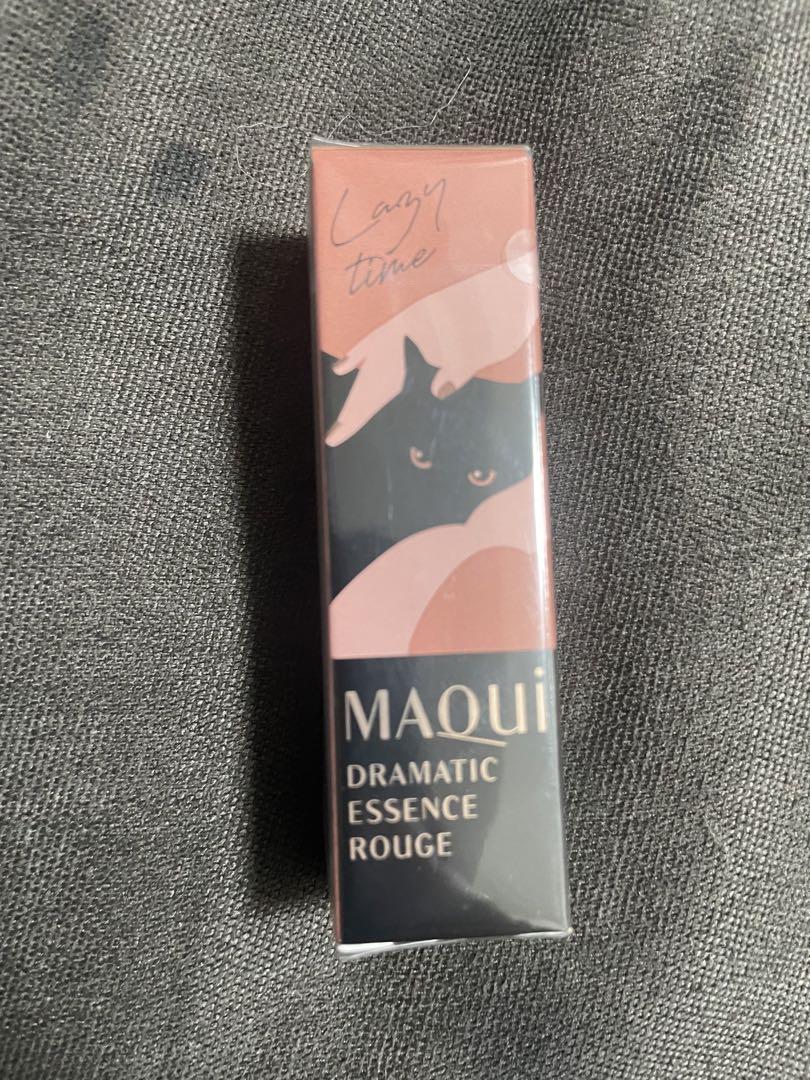 Lazy
time
MAQui
DRAMATIC
ESSENCE
ROUGE